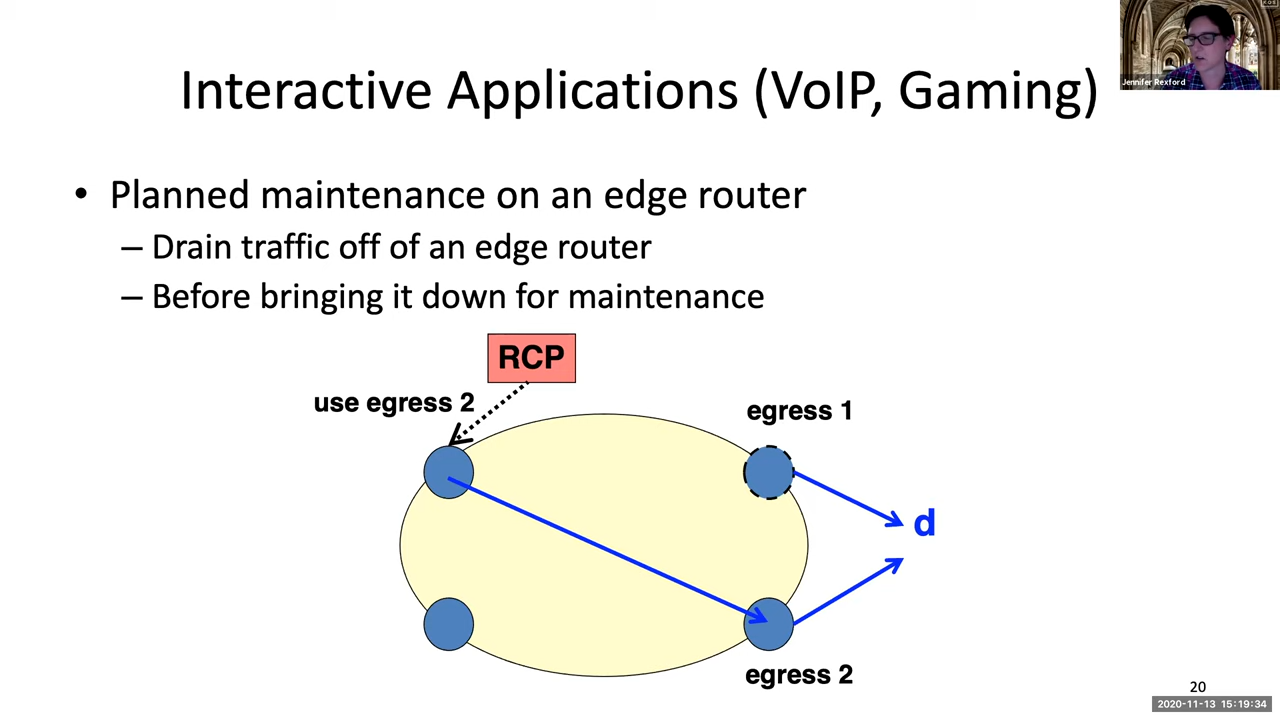 Jennifer Rexford
Interactive Applications (VoIP, Gaming)
• Planned maintenance on an edge router
– Drain traffic off of an edge router
– Before bringing it down for maintenance
RCP
use egress 2
egress 1
d
egress 2
20
2020-11-13 15:19:34